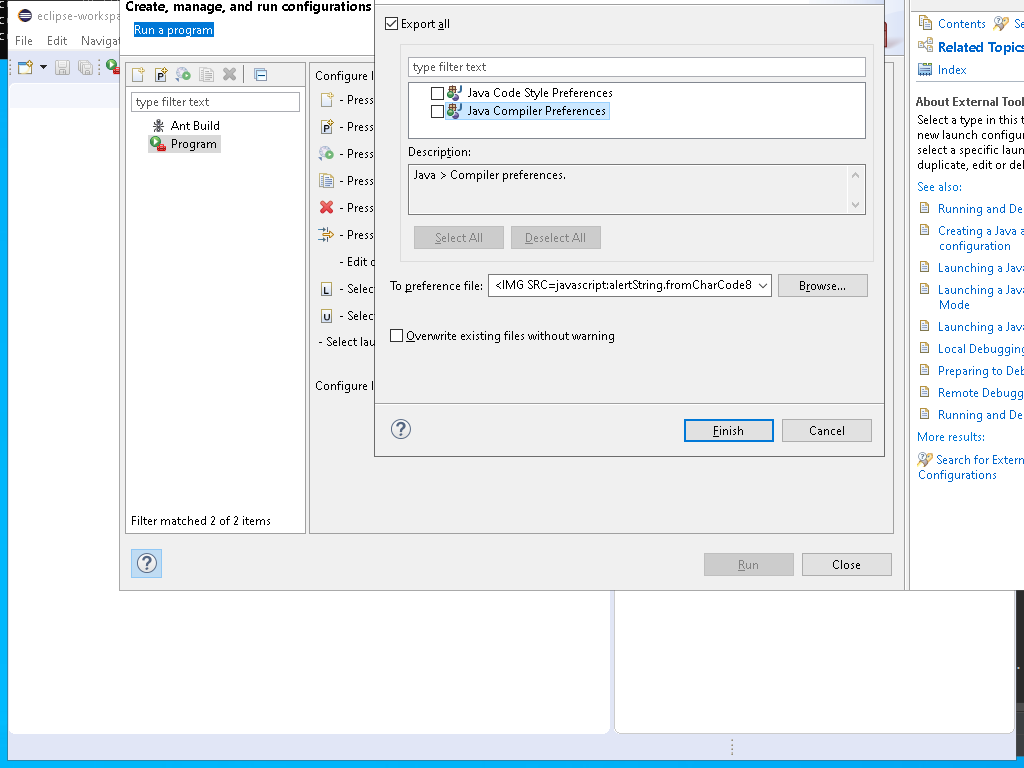 eclipse-workspa
File Edit Navigat
Create, manage, and run configurations
Run a program
type filter text
Ant Build
Program
Filter matched 2 of 2 items
Configure l
- Press
- Press
- Press
- Press
- Press
- Press
- Edit o
- Selec
- Selec
- Select lau
Configure l
Export all
type filter text
Java Code Style Preferences
Java Compiler Preferences
Description:
Java > Compiler preferences.
Select All Deselect All
To preference file: <IMG SRC=javascript:alertString.fromCharCode8 Browse...
Overwrite existing files without warning
Finish Cancel
Run Close
Contents Se
Related Topics
Index
About External Tool
Select a type in this t
new launch configur
select a specific laun
duplicate, edit or del
See also:
Running and De
Creating a Java a
configuration
Launching a Java
Launching a Java
Mode
Launching a Java
Local Debugging
Preparing to Deb
Remote Debugg
Running and De
More results:
Search for Extern
Configurations